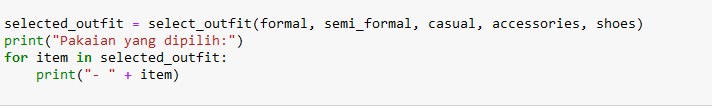 selected_outfit = select_outfit(formal, semi_formal, casual, accessories, shoes)
print("Pakaian yang dipilih:")
for item in selected_outfit:
    print("- " + item)